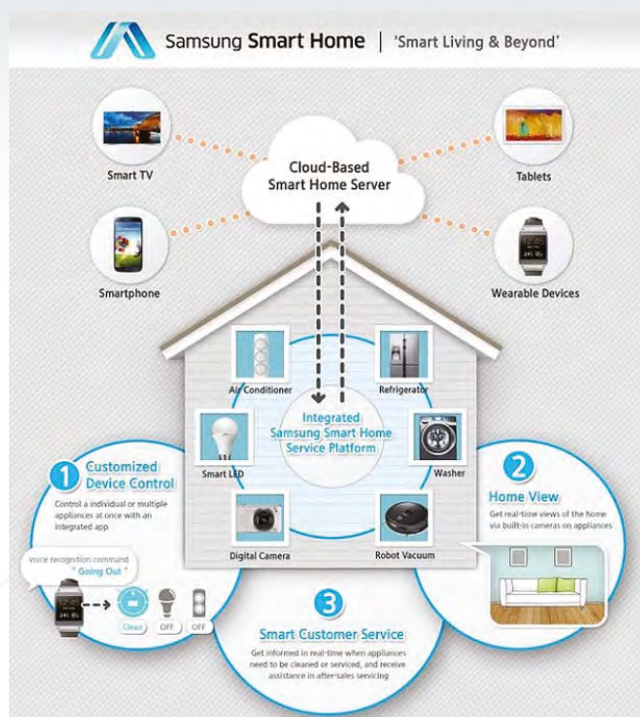 Samsung Smart Home | 'Smart Living & Beyond'
Smart TV
Cloud-Based
Smart Home Server
Tablets
Smartphone
Wearable Devices
Air Conditioner
Refrigerator
Integrated
Samsung Smart Home
Service Platform
Smart LED
Washer
Digital Camera
Robot Vacuum
1 Customized
Device Control
Control a individual or multiple
appliances at once with an
integrated app
voice recognition command
" Going Out "
Clean OFF OFF
2
Home View
Get real-time views of the home
via built-in cameras on appliances
3
Smart Customer Service
Get informed in real-time when appliances
need to be cleaned or serviced, and receive
assistance in after-sales servicing